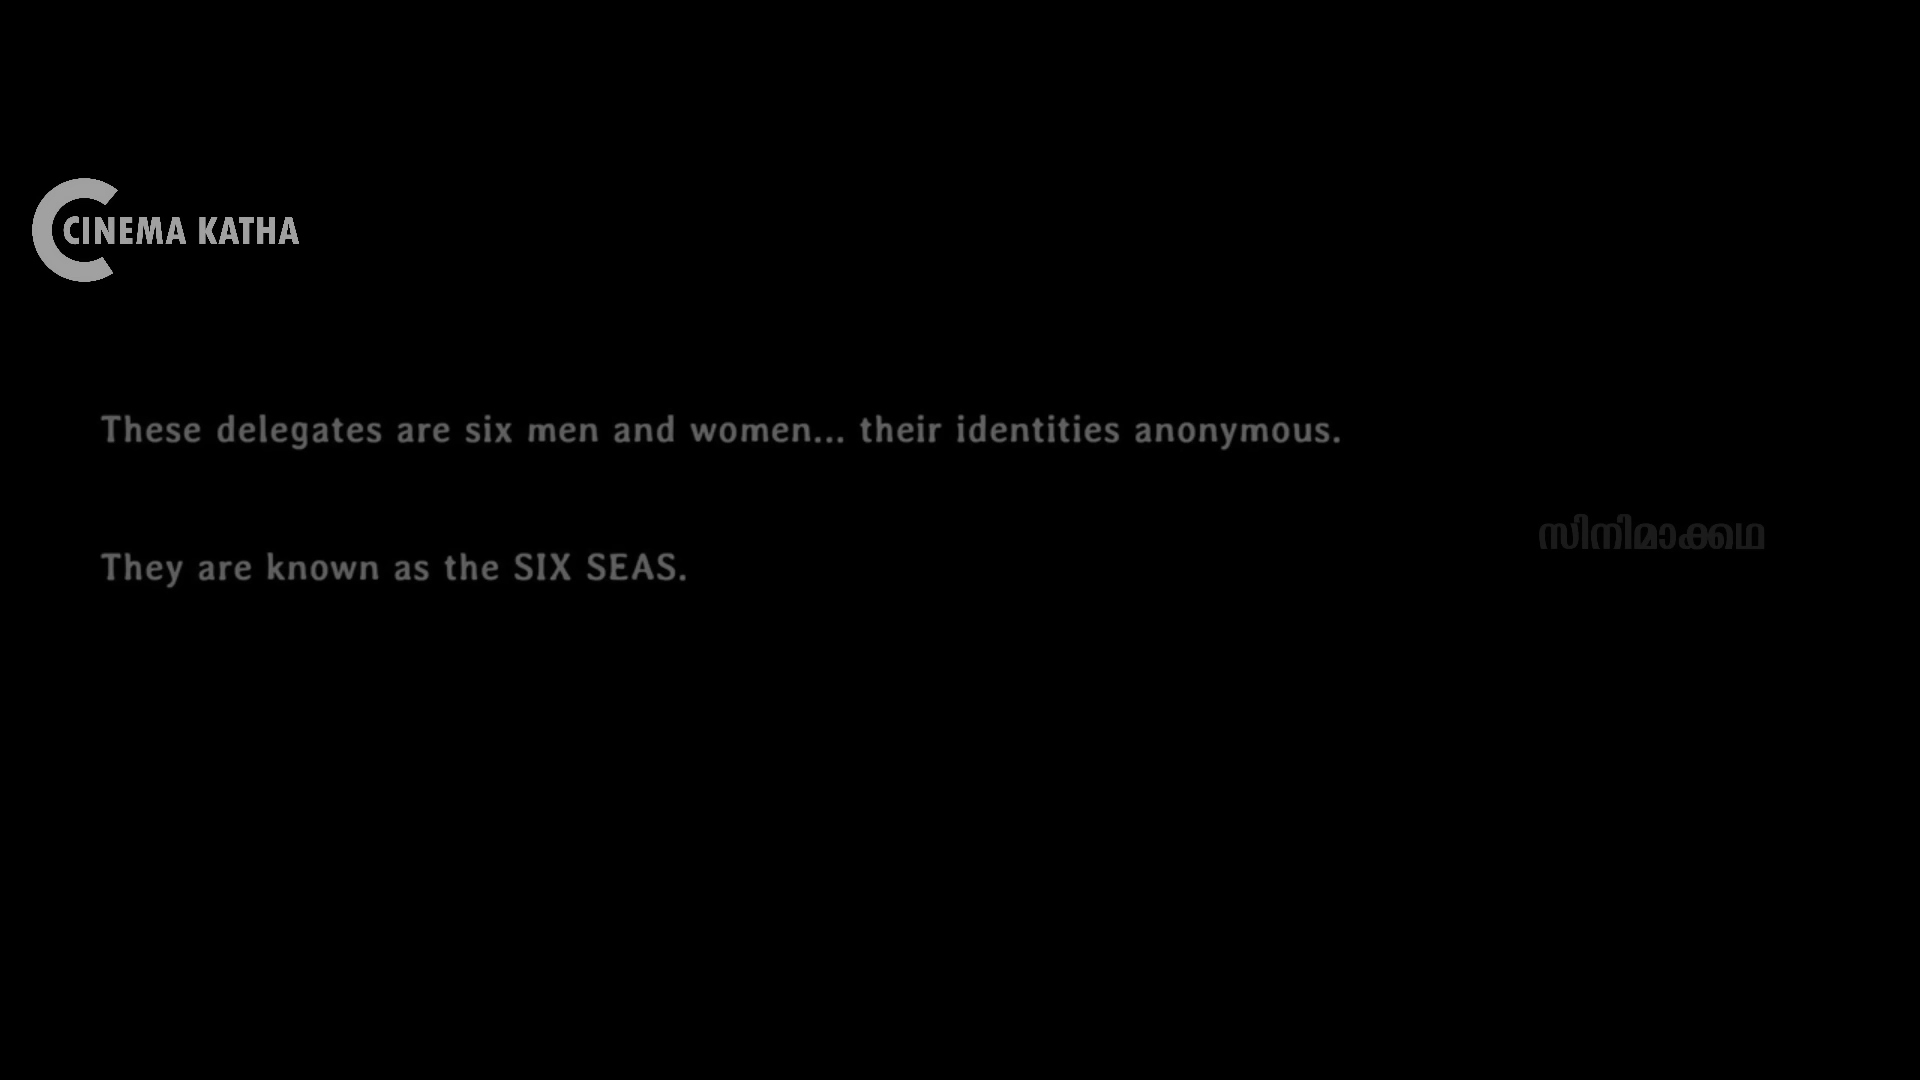 CINEMA KATHA
These delegates are six men and women... their identities anonymous.
സിനിമാക്കഥ
They are known as the SIX SEAS.